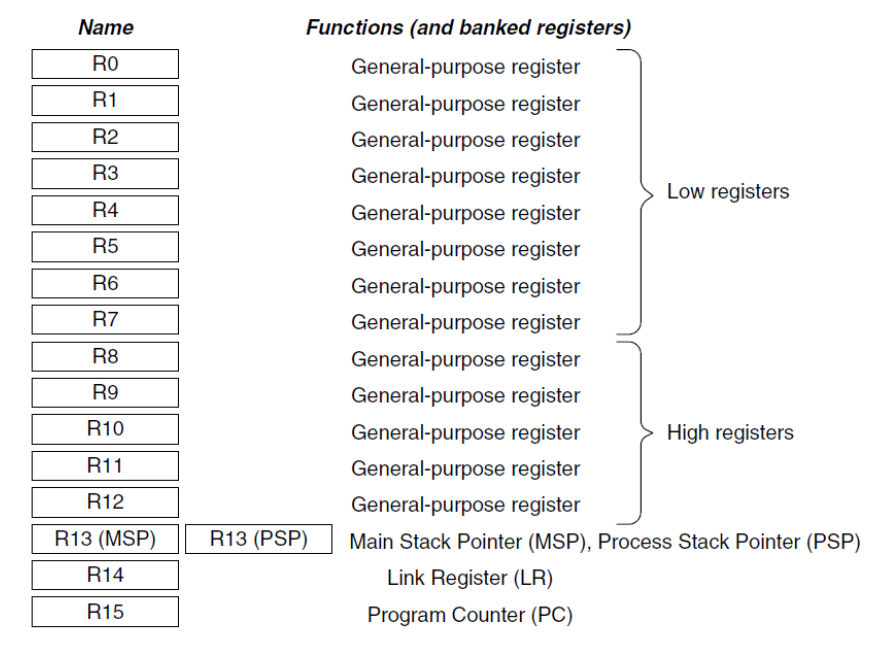 Name Functions (and banked registers)
R0 General-purpose register
R1 General-purpose register
R2 General-purpose register
R3 General-purpose register
Low registers
R4 General-purpose register
R5 General-purpose register
R6 General-purpose register
R7 General-purpose register
R8 General-purpose register
R9 General-purpose register
R10 General-purpose register
High registers
R11 General-purpose register
R12 General-purpose register
R13 (MSP) R13 (PSP) Main Stack Pointer (MSP), Process Stack Pointer (PSP)
R14 Link Register (LR)
R15 Program Counter (PC)